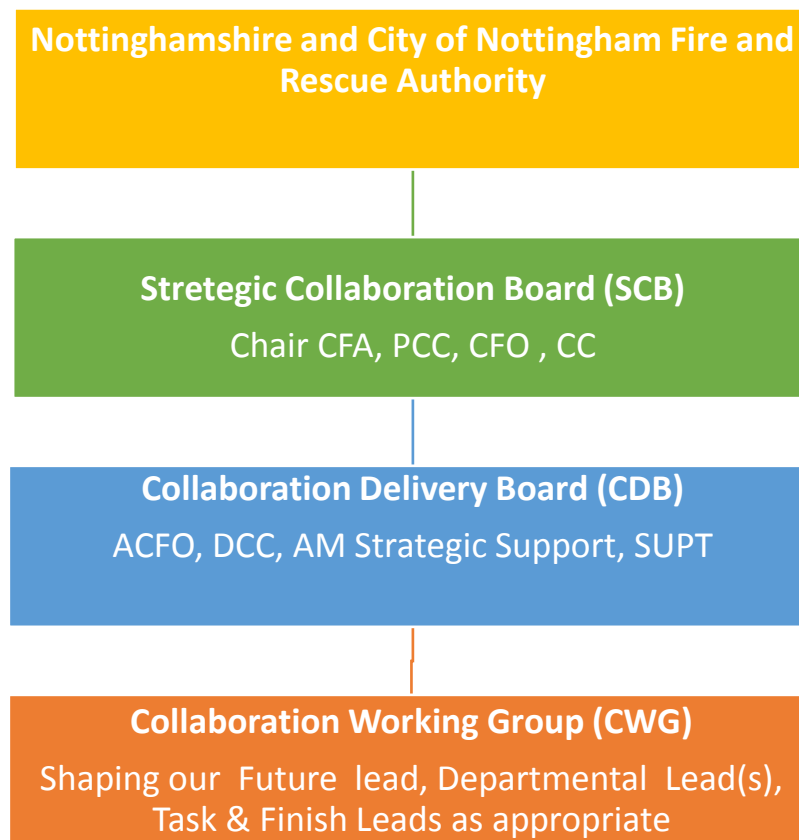 Nottinghamshire and City of Nottingham Fire and
Rescue Authority
Stretegic Collaboration Board (SCB)
Chair CFA, PCC, CFO , CC
Collaboration Delivery Board (CDB)
ACFO, DCC, AM Strategic Support, SUPT
Collaboration Working Group (CWG)
Shaping our Future lead, Departmental Lead(s),
Task & Finish Leads as appropriate